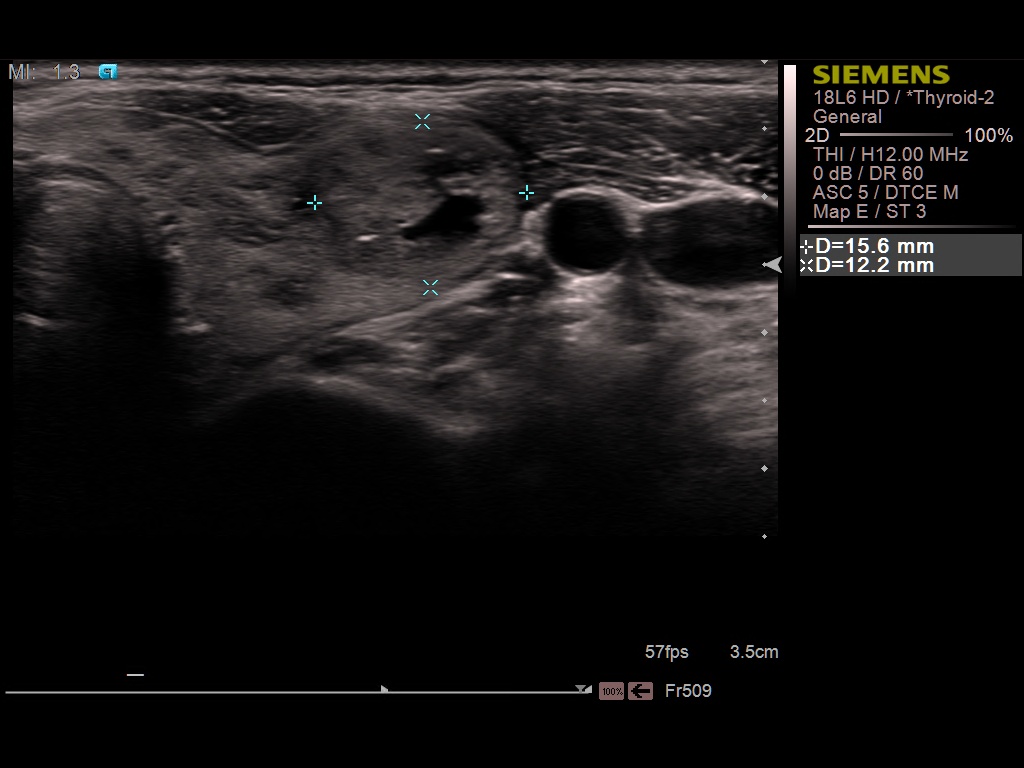 MI: 1.3
SIEMENS
18L6 HD / *Thyroid-2
General
2D 100%
THI / H12.00 MHz
0 dB / DR 60
ASC 5 / DTCE M
Map E / ST 3
D=15.6 mm
D=12.2 mm
57fps 3.5cm
100% Fr509